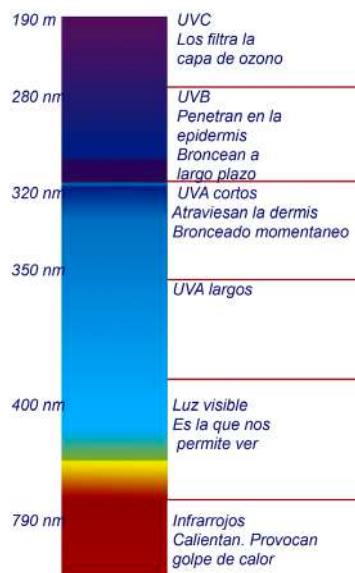 190 m
UVC
Los filtra la
capa de ozono
280 nm
UVB
Penetran en la
epidermis
Broncean a
largo plazo
320 nm
UVA cortos
Atraviesan la dermis
Bronceado momentaneo
350 nm
UVA largos
400 nm
Luz visible
Es la que nos
permite ver
790 nm
Infrarrojos
Calientan. Provocan
golpe de calor